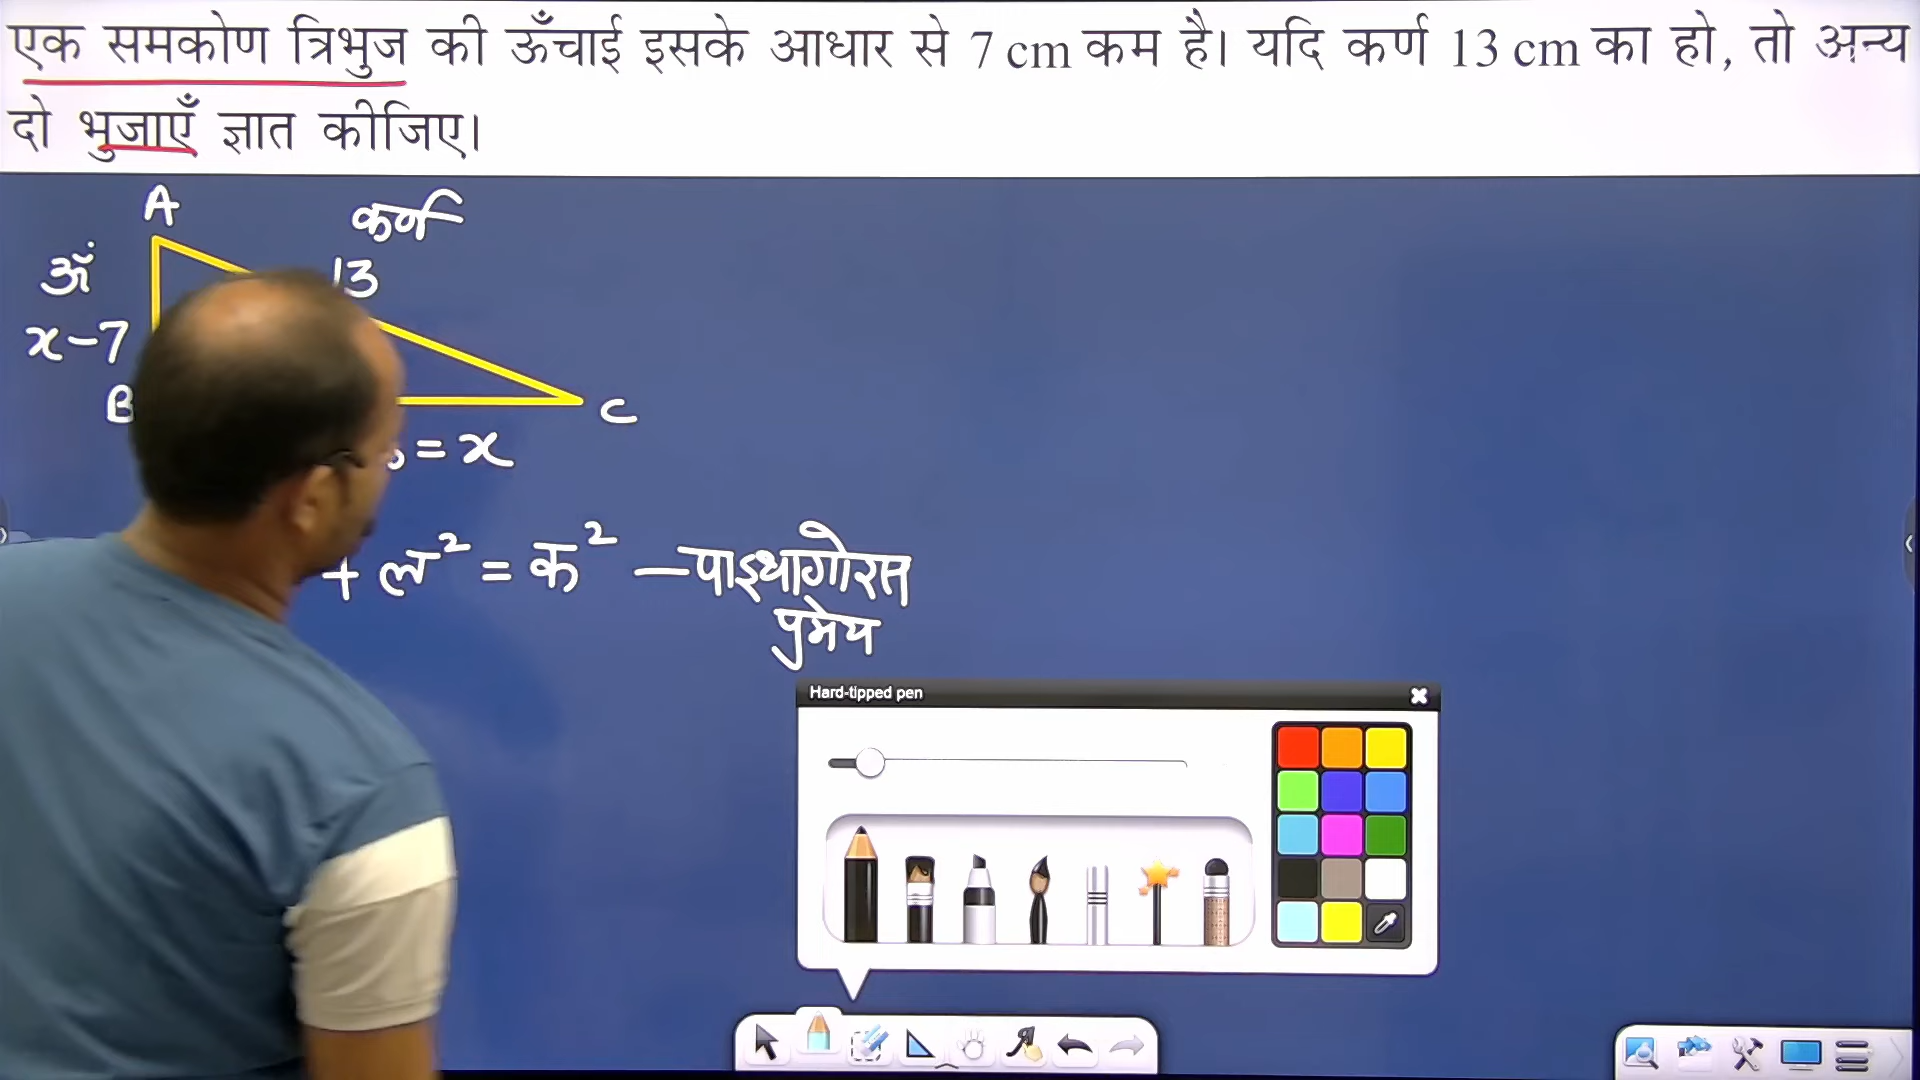 एक समकोण त्रिभुज की ऊँचाई इसके आधार से 7 cm कम है। यदि कर्ण 13 cm का हो, तो अन्य
दो भुजाएँ ज्ञात कीजिए।
A
कर्ण
ऊं
13
x-7
B
C
= x
+ ल² = क² — पाइथागोरस
प्रमेय
Hard-tipped pen